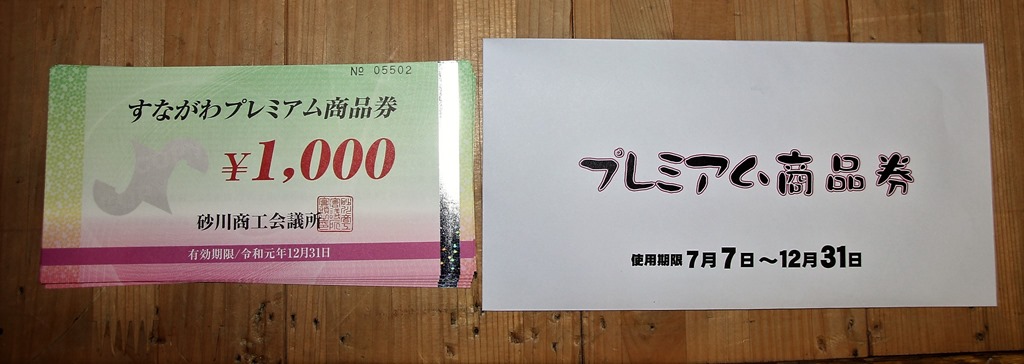 № 05502
すながわプレミアム商品券
¥1,000
砂川商工会議所
有効期限/令和元年12月31日
プレミアム商品券
使用期限 7月7日～12月31日